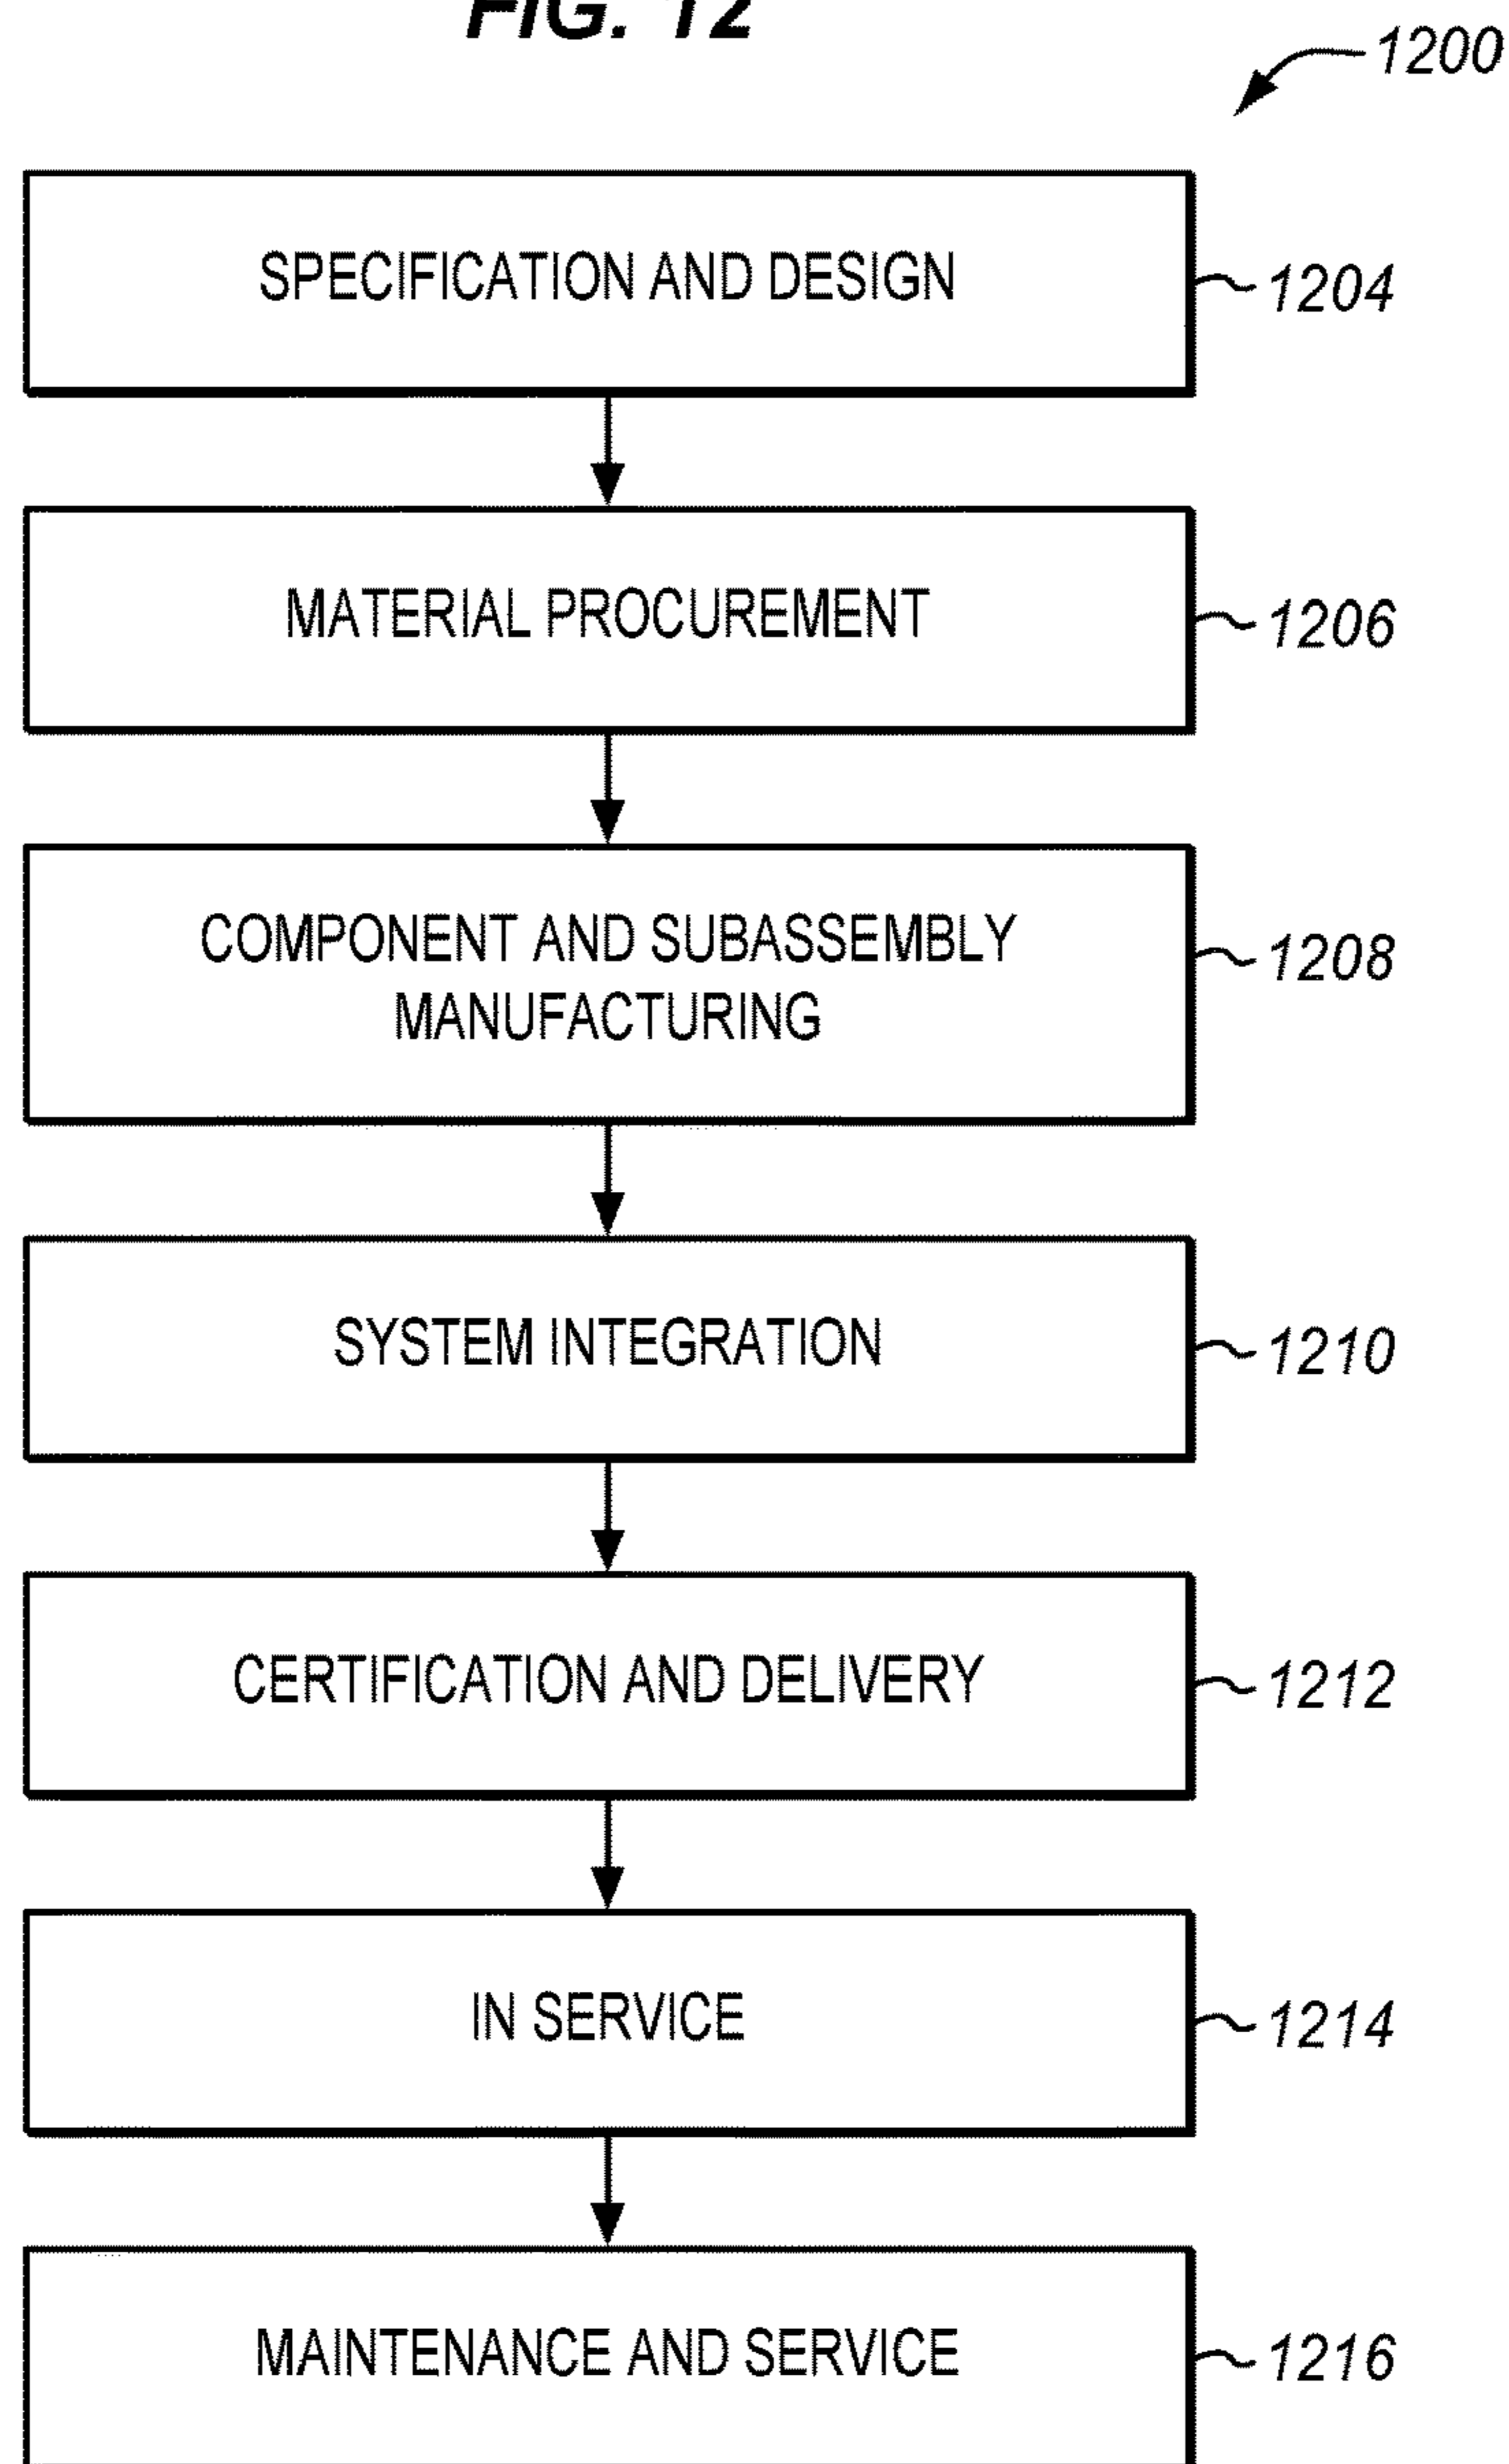 FIG. 12
1200
SPECIFICATION AND DESIGN
1204
MATERIAL PROCUREMENT
1206
COMPONENT AND SUBASSEMBLY
MANUFACTURING
1208
SYSTEM INTEGRATION
1210
CERTIFICATION AND DELIVERY
1212
IN SERVICE
1214
MAINTENANCE AND SERVICE
1216